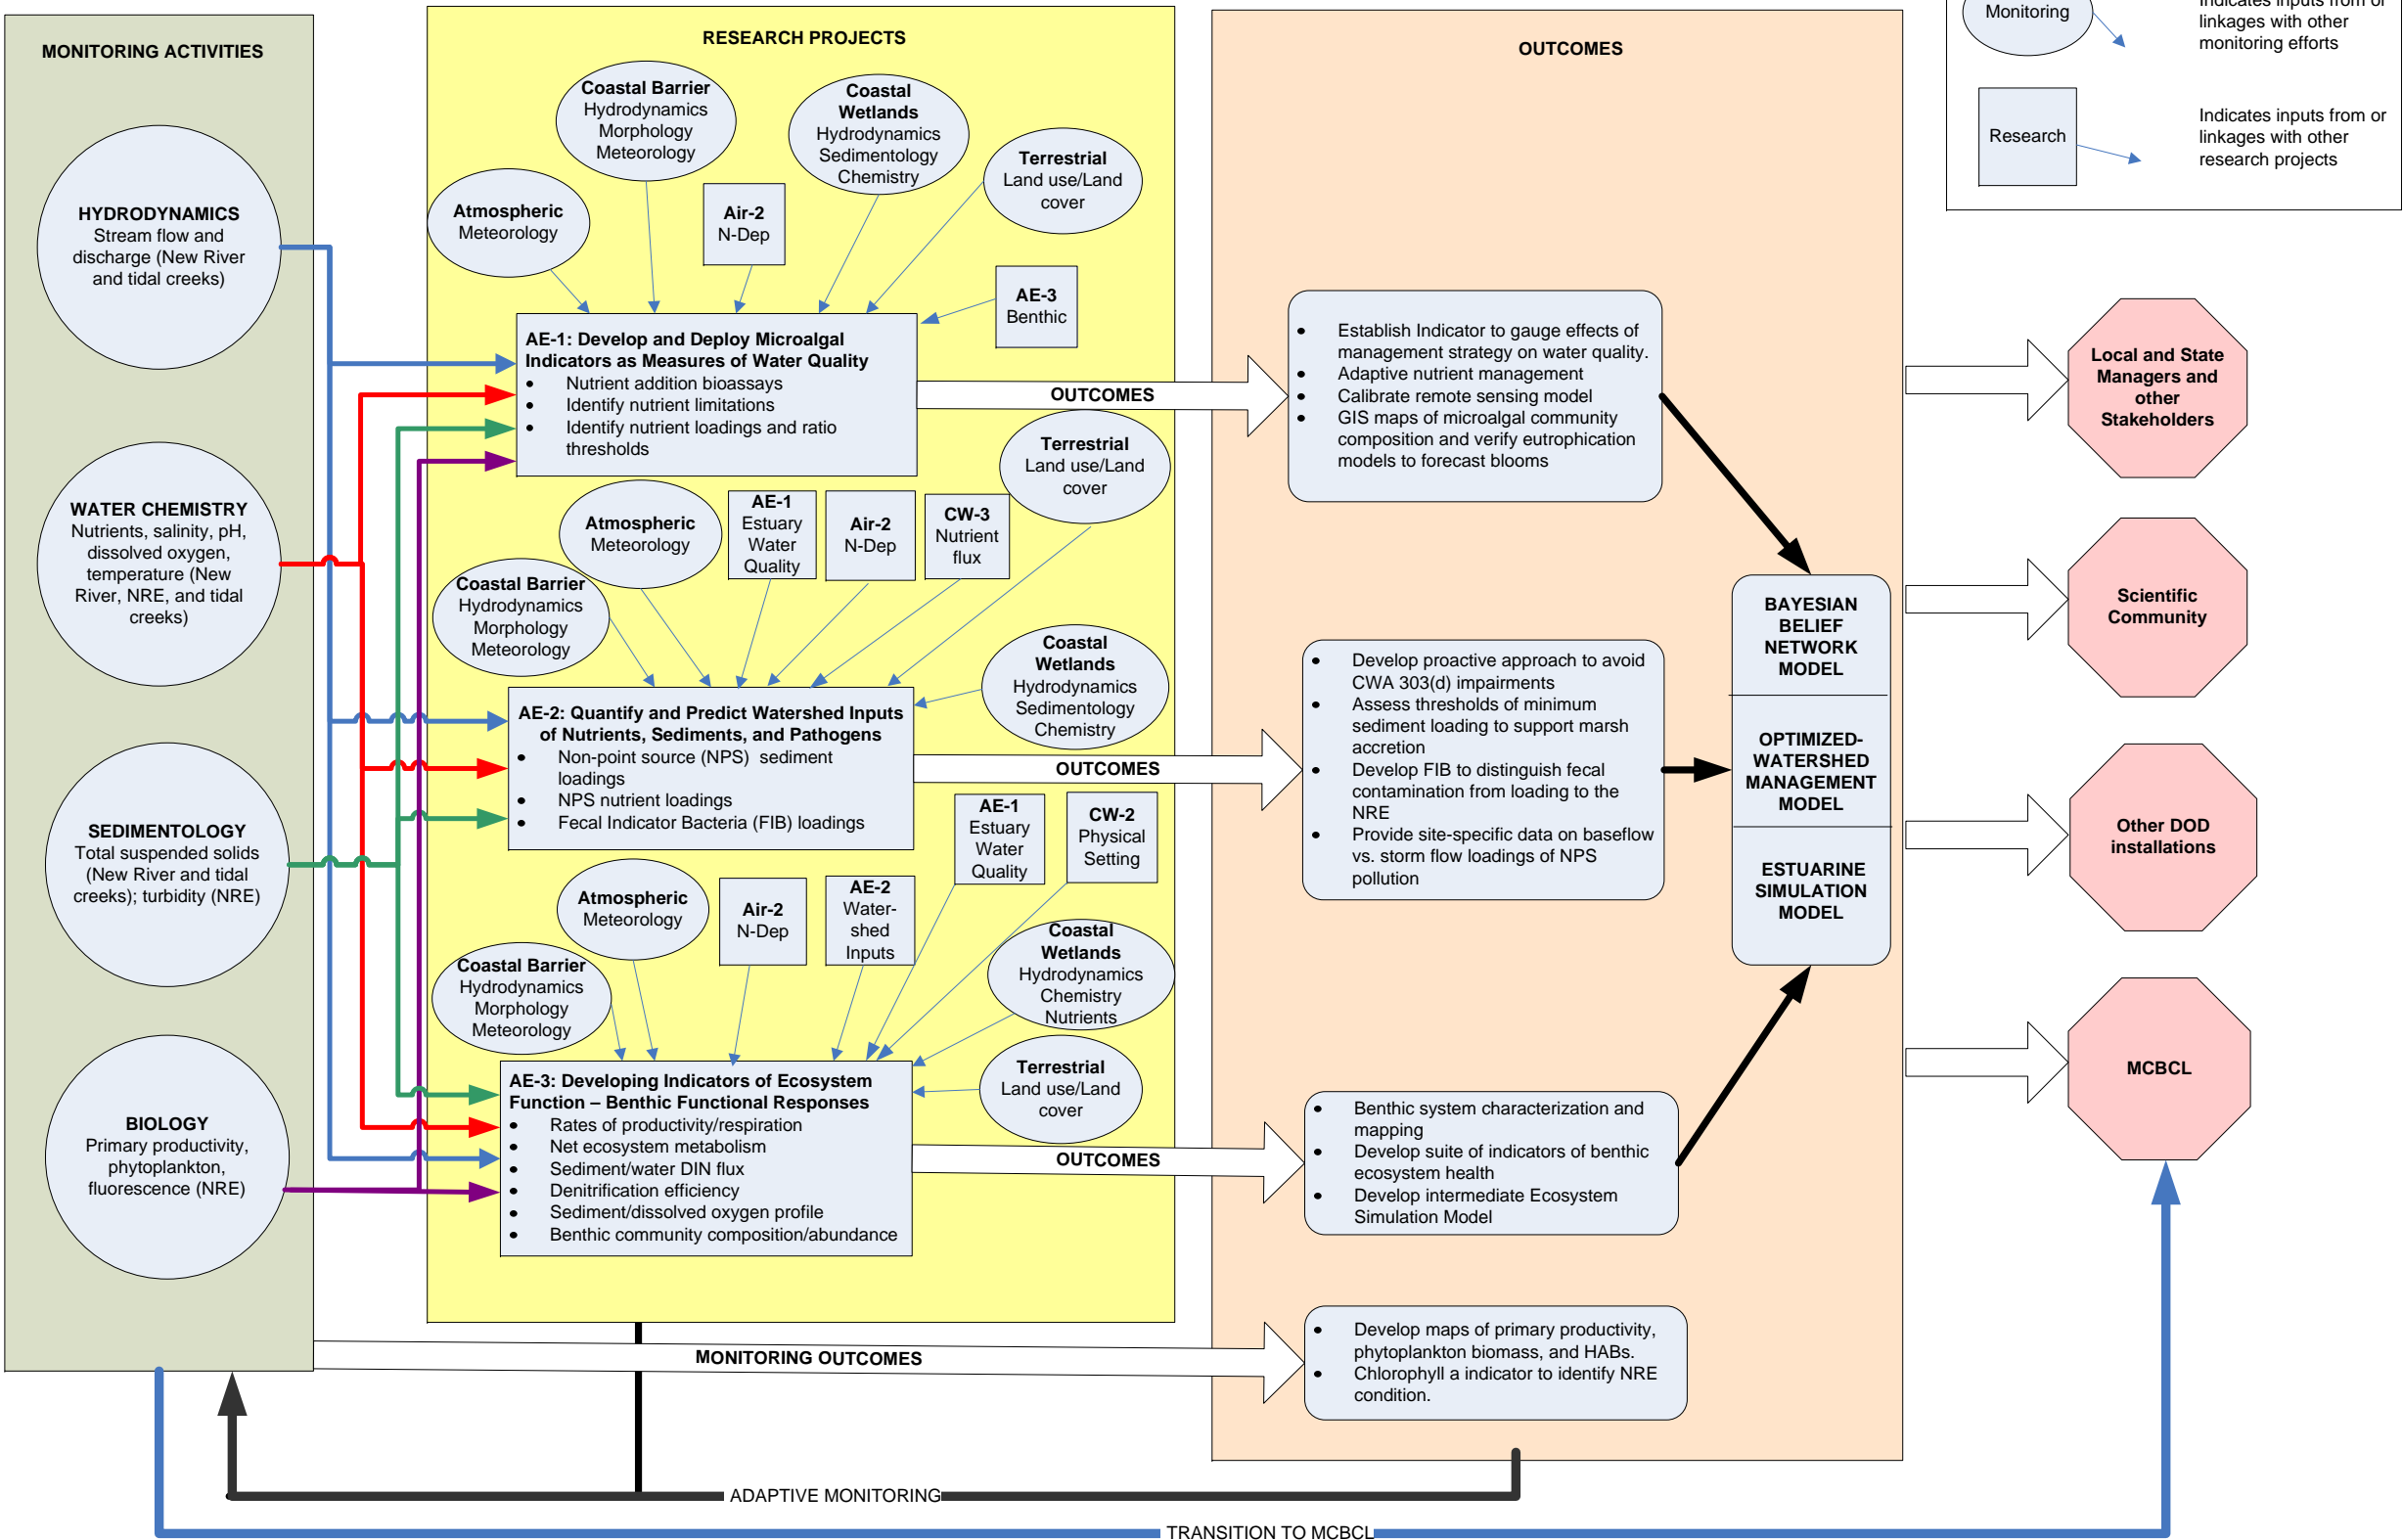 MONITORING ACTIVITIES
HYDRODYNAMICS
Stream flow and
discharge (New River
and tidal creeks)
WATER CHEMISTRY
Nutrients, salinity, pH,
dissolved oxygen,
temperature (New
River, NRE, and tidal
creeks)
SEDIMENTOLOGY
Total suspended solids
(New River and tidal
creeks); turbidity (NRE)
BIOLOGY
Primary productivity,
phytoplankton,
fluorescence (NRE)
RESEARCH PROJECTS
Coastal Barrier
Hydrodynamics
Morphology
Meteorology
Coastal
Wetlands
Hydrodynamics
Sedimentology
Chemistry
Terrestrial
Land use/Land
cover
Atmospheric
Meteorology
Air-2
N-Dep
AE-3
Benthic
AE-1: Develop and Deploy Microalgal
Indicators as Measures of Water Quality
• Nutrient addition bioassays
• Identify nutrient limitations
• Identify nutrient loadings and ratio
thresholds
OUTCOMES
Terrestrial
Land use/Land
cover
Atmospheric
Meteorology
AE-1
Estuary
Water
Quality
Air-2
N-Dep
CW-3
Nutrient
flux
Coastal Barrier
Hydrodynamics
Morphology
Meteorology
Coastal
Wetlands
Hydrodynamics
Sedimentology
Chemistry
AE-2: Quantify and Predict Watershed Inputs
of Nutrients, Sediments, and Pathogens
• Non-point source (NPS) sediment
loadings
• NPS nutrient loadings
• Fecal Indicator Bacteria (FIB) loadings
OUTCOMES
AE-1
Estuary
Water
Quality
CW-2
Physical
Setting
Atmospheric
Meteorology
Air-2
N-Dep
AE-2
Water-
shed
Inputs
Coastal
Wetlands
Hydrodynamics
Chemistry
Nutrients
Coastal Barrier
Hydrodynamics
Morphology
Meteorology
Terrestrial
Land use/Land
cover
AE-3: Developing Indicators of Ecosystem
Function – Benthic Functional Responses
• Rates of productivity/respiration
• Net ecosystem metabolism
• Sediment/water DIN flux
• Denitrification efficiency
• Sediment/dissolved oxygen profile
• Benthic community composition/abundance
OUTCOMES
MONITORING OUTCOMES
OUTCOMES
• Establish Indicator to gauge effects of
management strategy on water quality.
• Adaptive nutrient management
• Calibrate remote sensing model
• GIS maps of microalgal community
composition and verify eutrophication
models to forecast blooms
• Develop proactive approach to avoid
CWA 303(d) impairments
• Assess thresholds of minimum
sediment loading to support marsh
accretion
• Develop FIB to distinguish fecal
contamination from loading to the
NRE
• Provide site-specific data on baseflow
vs. storm flow loadings of NPS
pollution
• Benthic system characterization and
mapping
• Develop suite of indicators of benthic
ecosystem health
• Develop intermediate Ecosystem
Simulation Model
• Develop maps of primary productivity,
phytoplankton biomass, and HABs.
• Chlorophyll a indicator to identify NRE
condition.
BAYESIAN
BELIEF
NETWORK
MODEL
OPTIMIZED-
WATERSHED
MANAGEMENT
MODEL
ESTUARINE
SIMULATION
MODEL
Monitoring
Indicates inputs from or
linkages with other
monitoring efforts
Research
Indicates inputs from or
linkages with other
research projects
Local and State
Managers and
other
Stakeholders
Scientific
Community
Other DOD
installations
MCBCL
ADAPTIVE MONITORING
TRANSITION TO MCBCL